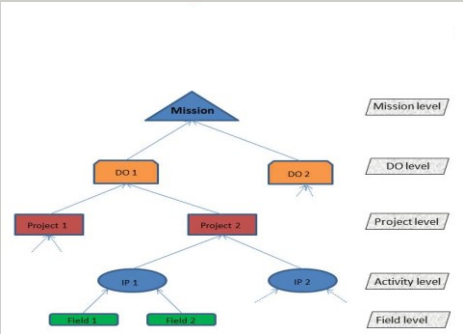 Mission
Mission level
DO 1
DO 2
DO level
Project 1
Project 2
Project level
IP 1
IP 2
Activity level
Field 1
Field 2
Field level